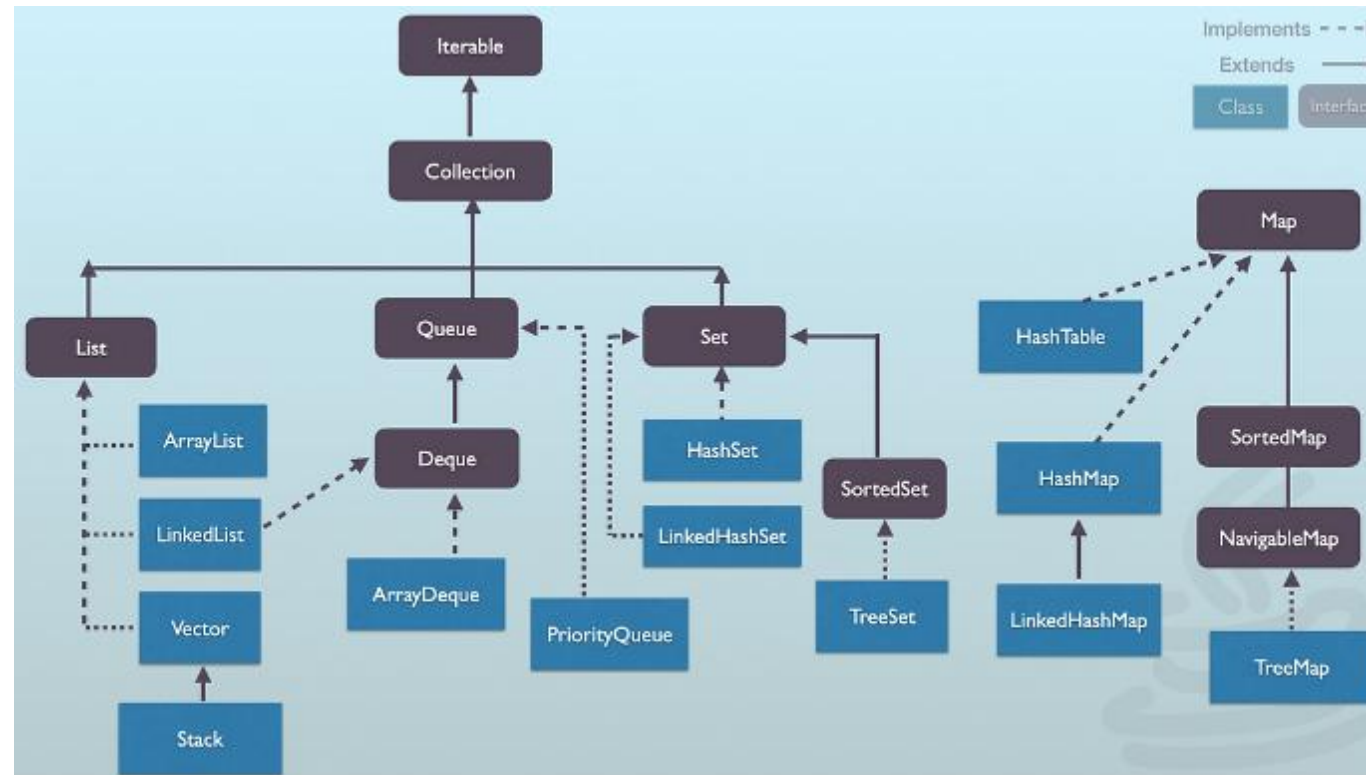 Iterable
Implements
Extends
Class
Interfac
Collection
Map
List
Queue
Set
HashTable
ArrayList
Deque
HashSet
SortedSet
HashMap
SortedMap
LinkedList
LinkedHashSet
NavigableMap
ArrayDeque
Vector
PriorityQueue
TreeSet
LinkedHashMap
TreeMap
Stack